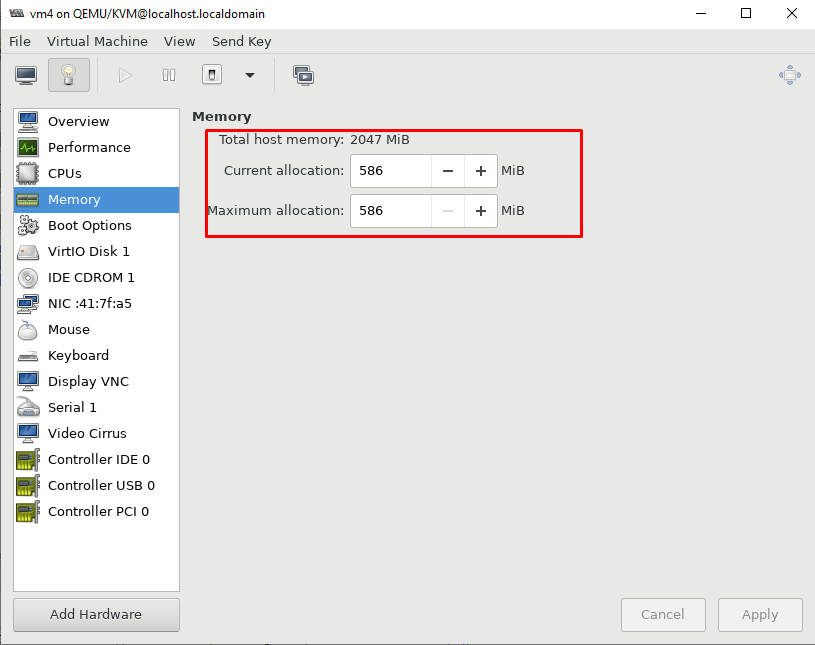 vm4 on QEMU/KVM@localhost.localdomain
File Virtual Machine View Send Key
Overview
Performance
CPUs
Memory
Boot Options
VirtIO Disk 1
IDE CDROM 1
NIC :41:7f:a5
Mouse
Keyboard
Display VNC
Serial 1
Video Cirrus
Controller IDE 0
Controller USB 0
Controller PCI 0
Add Hardware
Memory
Total host memory: 2047 MiB
Current allocation: 586 − + MiB
Maximum allocation: 586 − + MiB
Cancel Apply